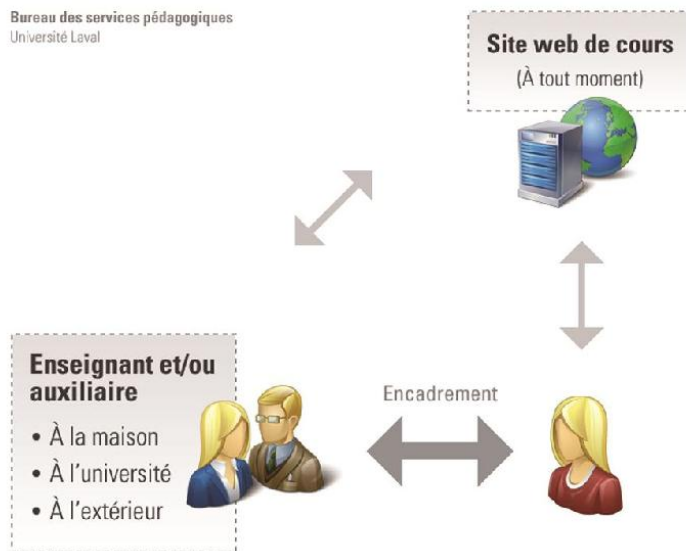 Bureau des services pédagogiques
Université Laval
Site web de cours
(À tout moment)
Enseignant et/ou
auxiliaire
• À la maison
• À l'université
• À l'extérieur
Encadrement